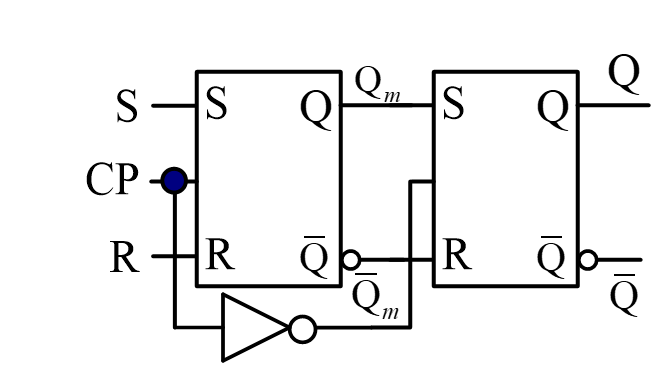 Q
S S Q Qm S Q
CP
R R Q̅ R Q̅
Q̅m Q̅